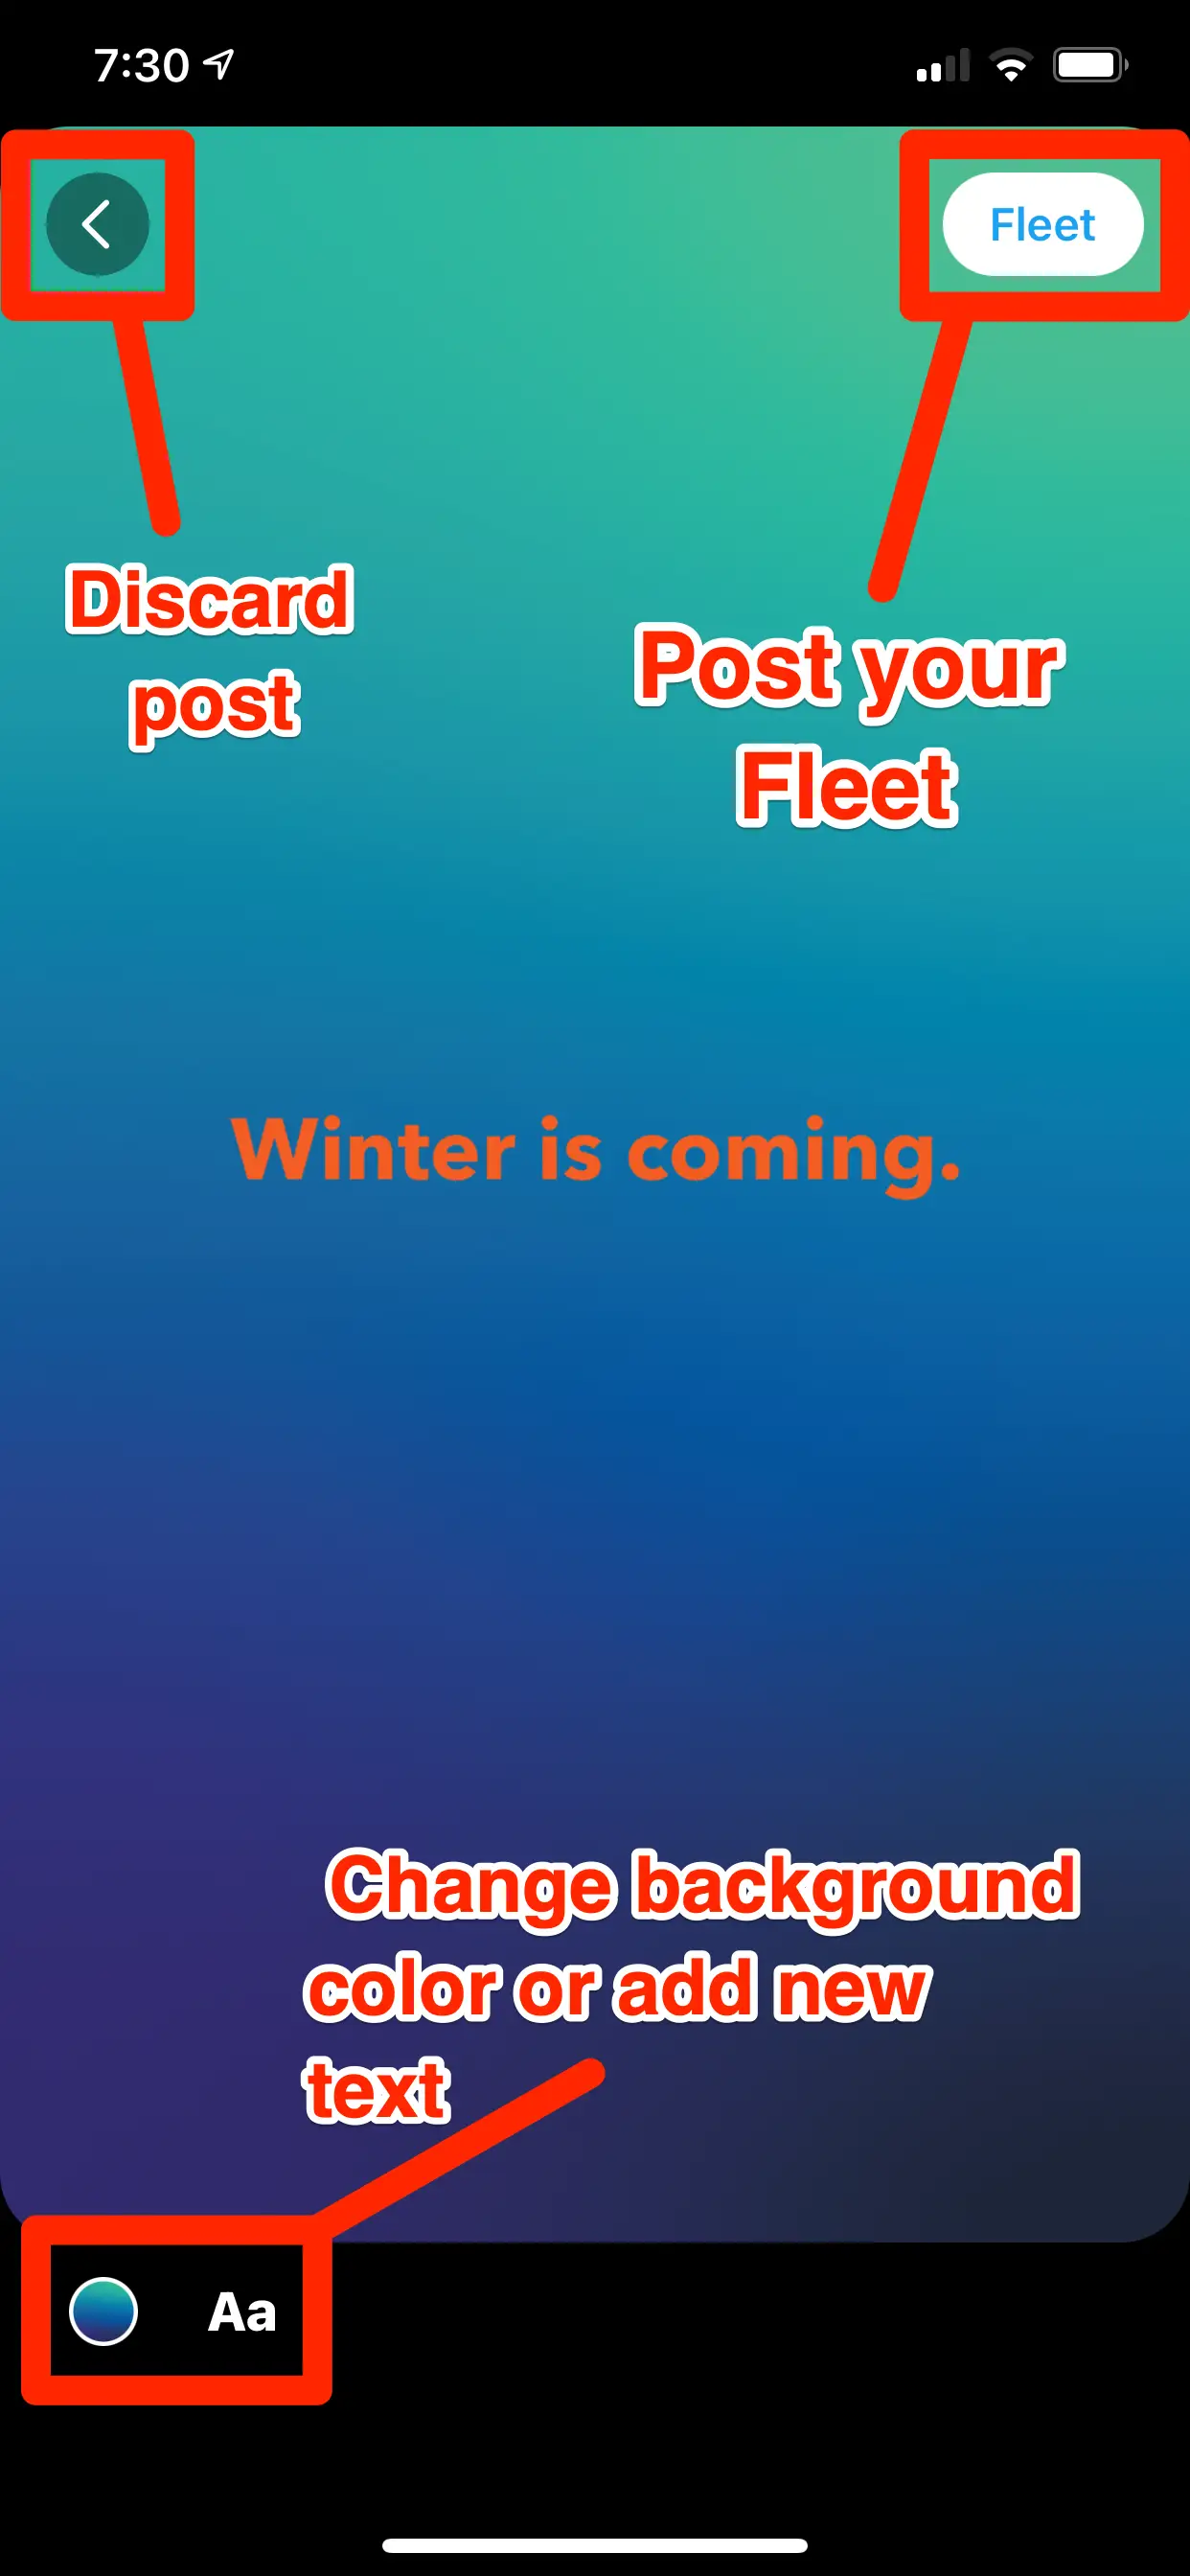 7:30
Fleet
Discard
post
Post your
Fleet
Winter is coming.
Change background
color or add new
text
Aa